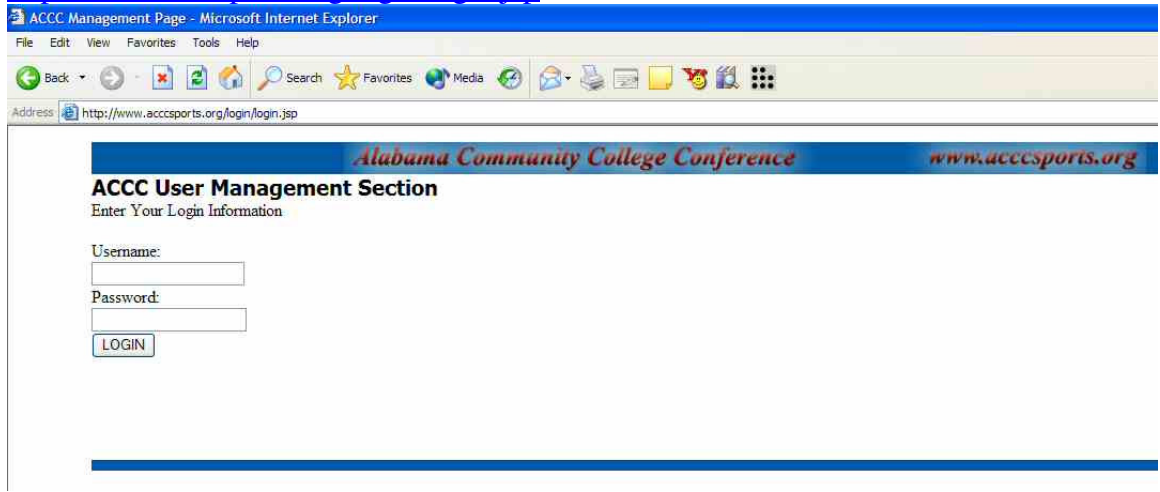 ACCC Management Page - Microsoft Internet Explorer
File Edit View Favorites Tools Help
Back Search Favorites Media
Address http://www.acccsports.org/login/login.jsp
Alabama Community College Conference www.acccsports.org
ACCC User Management Section
Enter Your Login Information
Username:
Password:
LOGIN